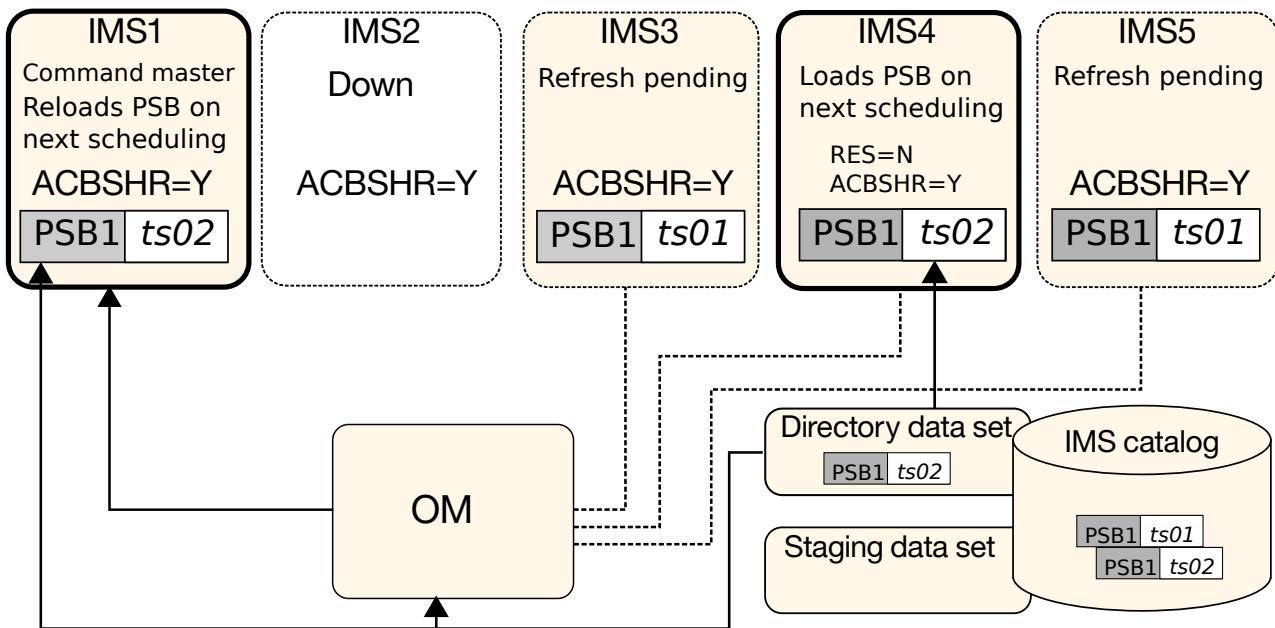 IMS1
Command master
Reloads PSB on
next scheduling
ACBSHR=Y
PSB1 ts02
IMS2
Down
ACBSHR=Y
IMS3
Refresh pending
ACBSHR=Y
PSB1 ts01
IMS4
Loads PSB on
next scheduling
RES=N
ACBSHR=Y
PSB1 ts02
IMS5
Refresh pending
ACBSHR=Y
PSB1 ts01
OM
Directory data set
PSB1 ts02
Staging data set
IMS catalog
PSB1 ts01
PSB1 ts02